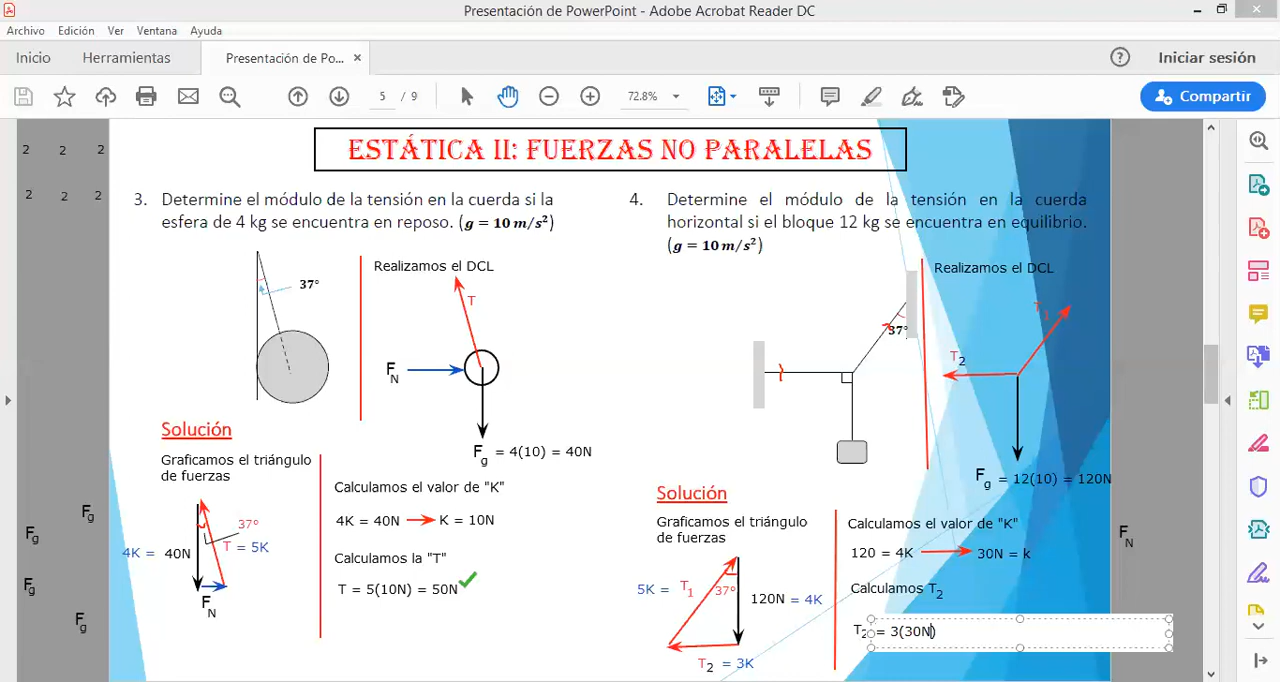 Presentación de PowerPoint - Adobe Acrobat Reader DC
Archivo Edición Ver Ventana Ayuda
Inicio Herramientas Presentación de Po... × Iniciar sesión
5 / 9 72.8% Compartir
ESTÁTICA II: FUERZAS NO PARALELAS
2 2 2
2 2 2
3. Determine el módulo de la tensión en la cuerda si la
esfera de 4 kg se encuentra en reposo. (g = 10 m/s²)
37°
Realizamos el DCL
T
F_N
F_g = 4(10) = 40N
Solución
Graficamos el triángulo
de fuerzas
37°
4K = 40N
T = 5K
F_N
Calculamos el valor de "K"
4K = 40N K = 10N
Calculamos la "T"
T = 5(10N) = 50N
F_g
F_g
F_g
F_g
4. Determine el módulo de la tensión en la cuerda
horizontal si el bloque 12 kg se encuentra en equilibrio.
(g = 10 m/s²)
37°
Realizamos el DCL
T_1
T_2
F_g = 12(10) = 120N
Solución
Graficamos el triángulo
de fuerzas
5K = T_1 37° 120N = 4K
T_2 = 3K
Calculamos el valor de "K"
120 = 4K 30N = k
Calculamos T_2
T_2 = 3(30N)
F_N